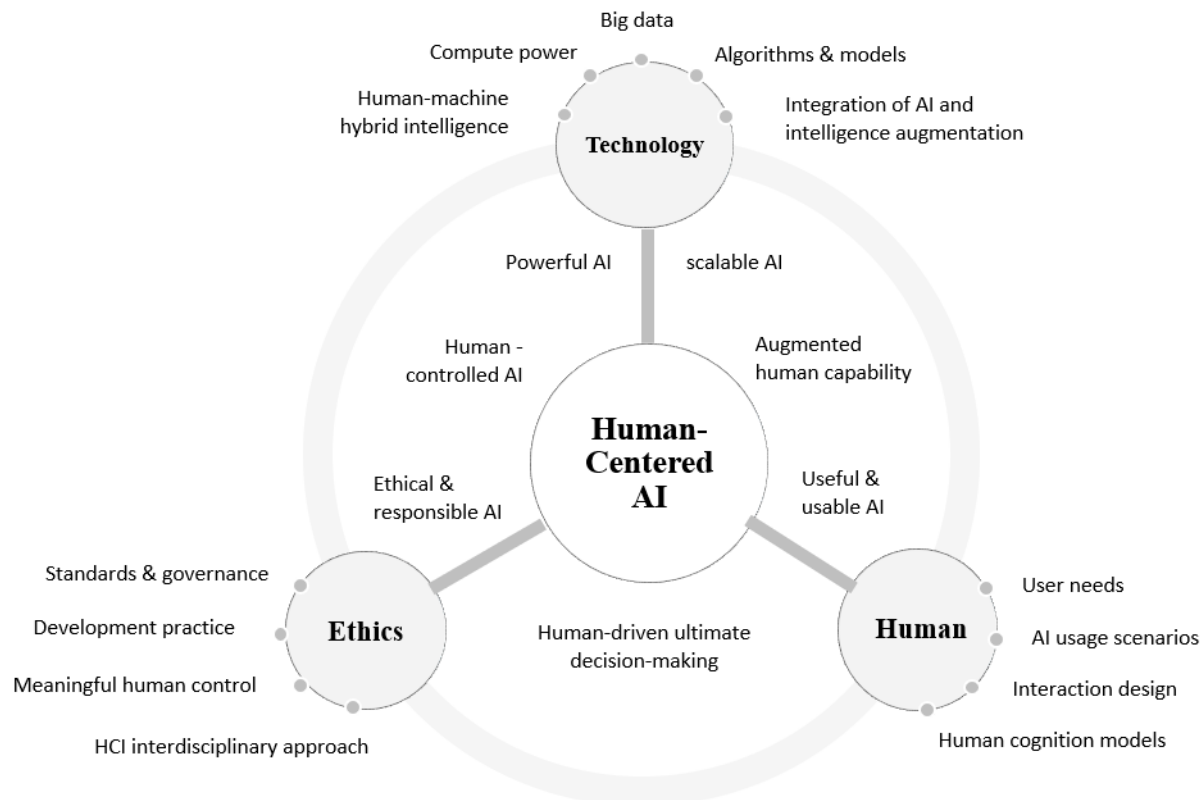 Big data
Compute power
Algorithms & models
Human-machine
hybrid intelligence
Integration of AI and
intelligence augmentation
Technology
Powerful AI
scalable AI
Human -
controlled AI
Augmented
human capability
Human-
Centered
AI
Ethical &
responsible AI
Useful &
usable AI
Standards & governance
Development practice
Meaningful human control
HCI interdisciplinary approach
Ethics
Human-driven ultimate
decision-making
Human
User needs
AI usage scenarios
Interaction design
Human cognition models